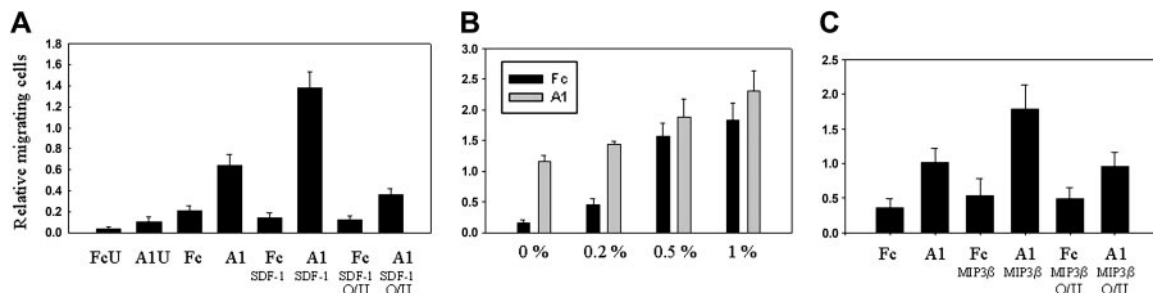 A
Relative migrating cells
1.8
1.6
1.4
1.2
1.0
0.8
0.6
0.4
0.2
0.0
FcU A1U Fc A1 Fc A1 Fc A1
SDF-1 SDF-1 SDF-1 SDF-1
O/U O/U
B
3.0
2.5
2.0
1.5
1.0
0.5
0.0
Fc
A1
0 % 0.2 % 0.5 % 1 %
C
2.5
2.0
1.5
1.0
0.5
0.0
Fc A1 Fc A1 Fc A1
MIP3β MIP3β MIP3β MIP3β
O/U O/U